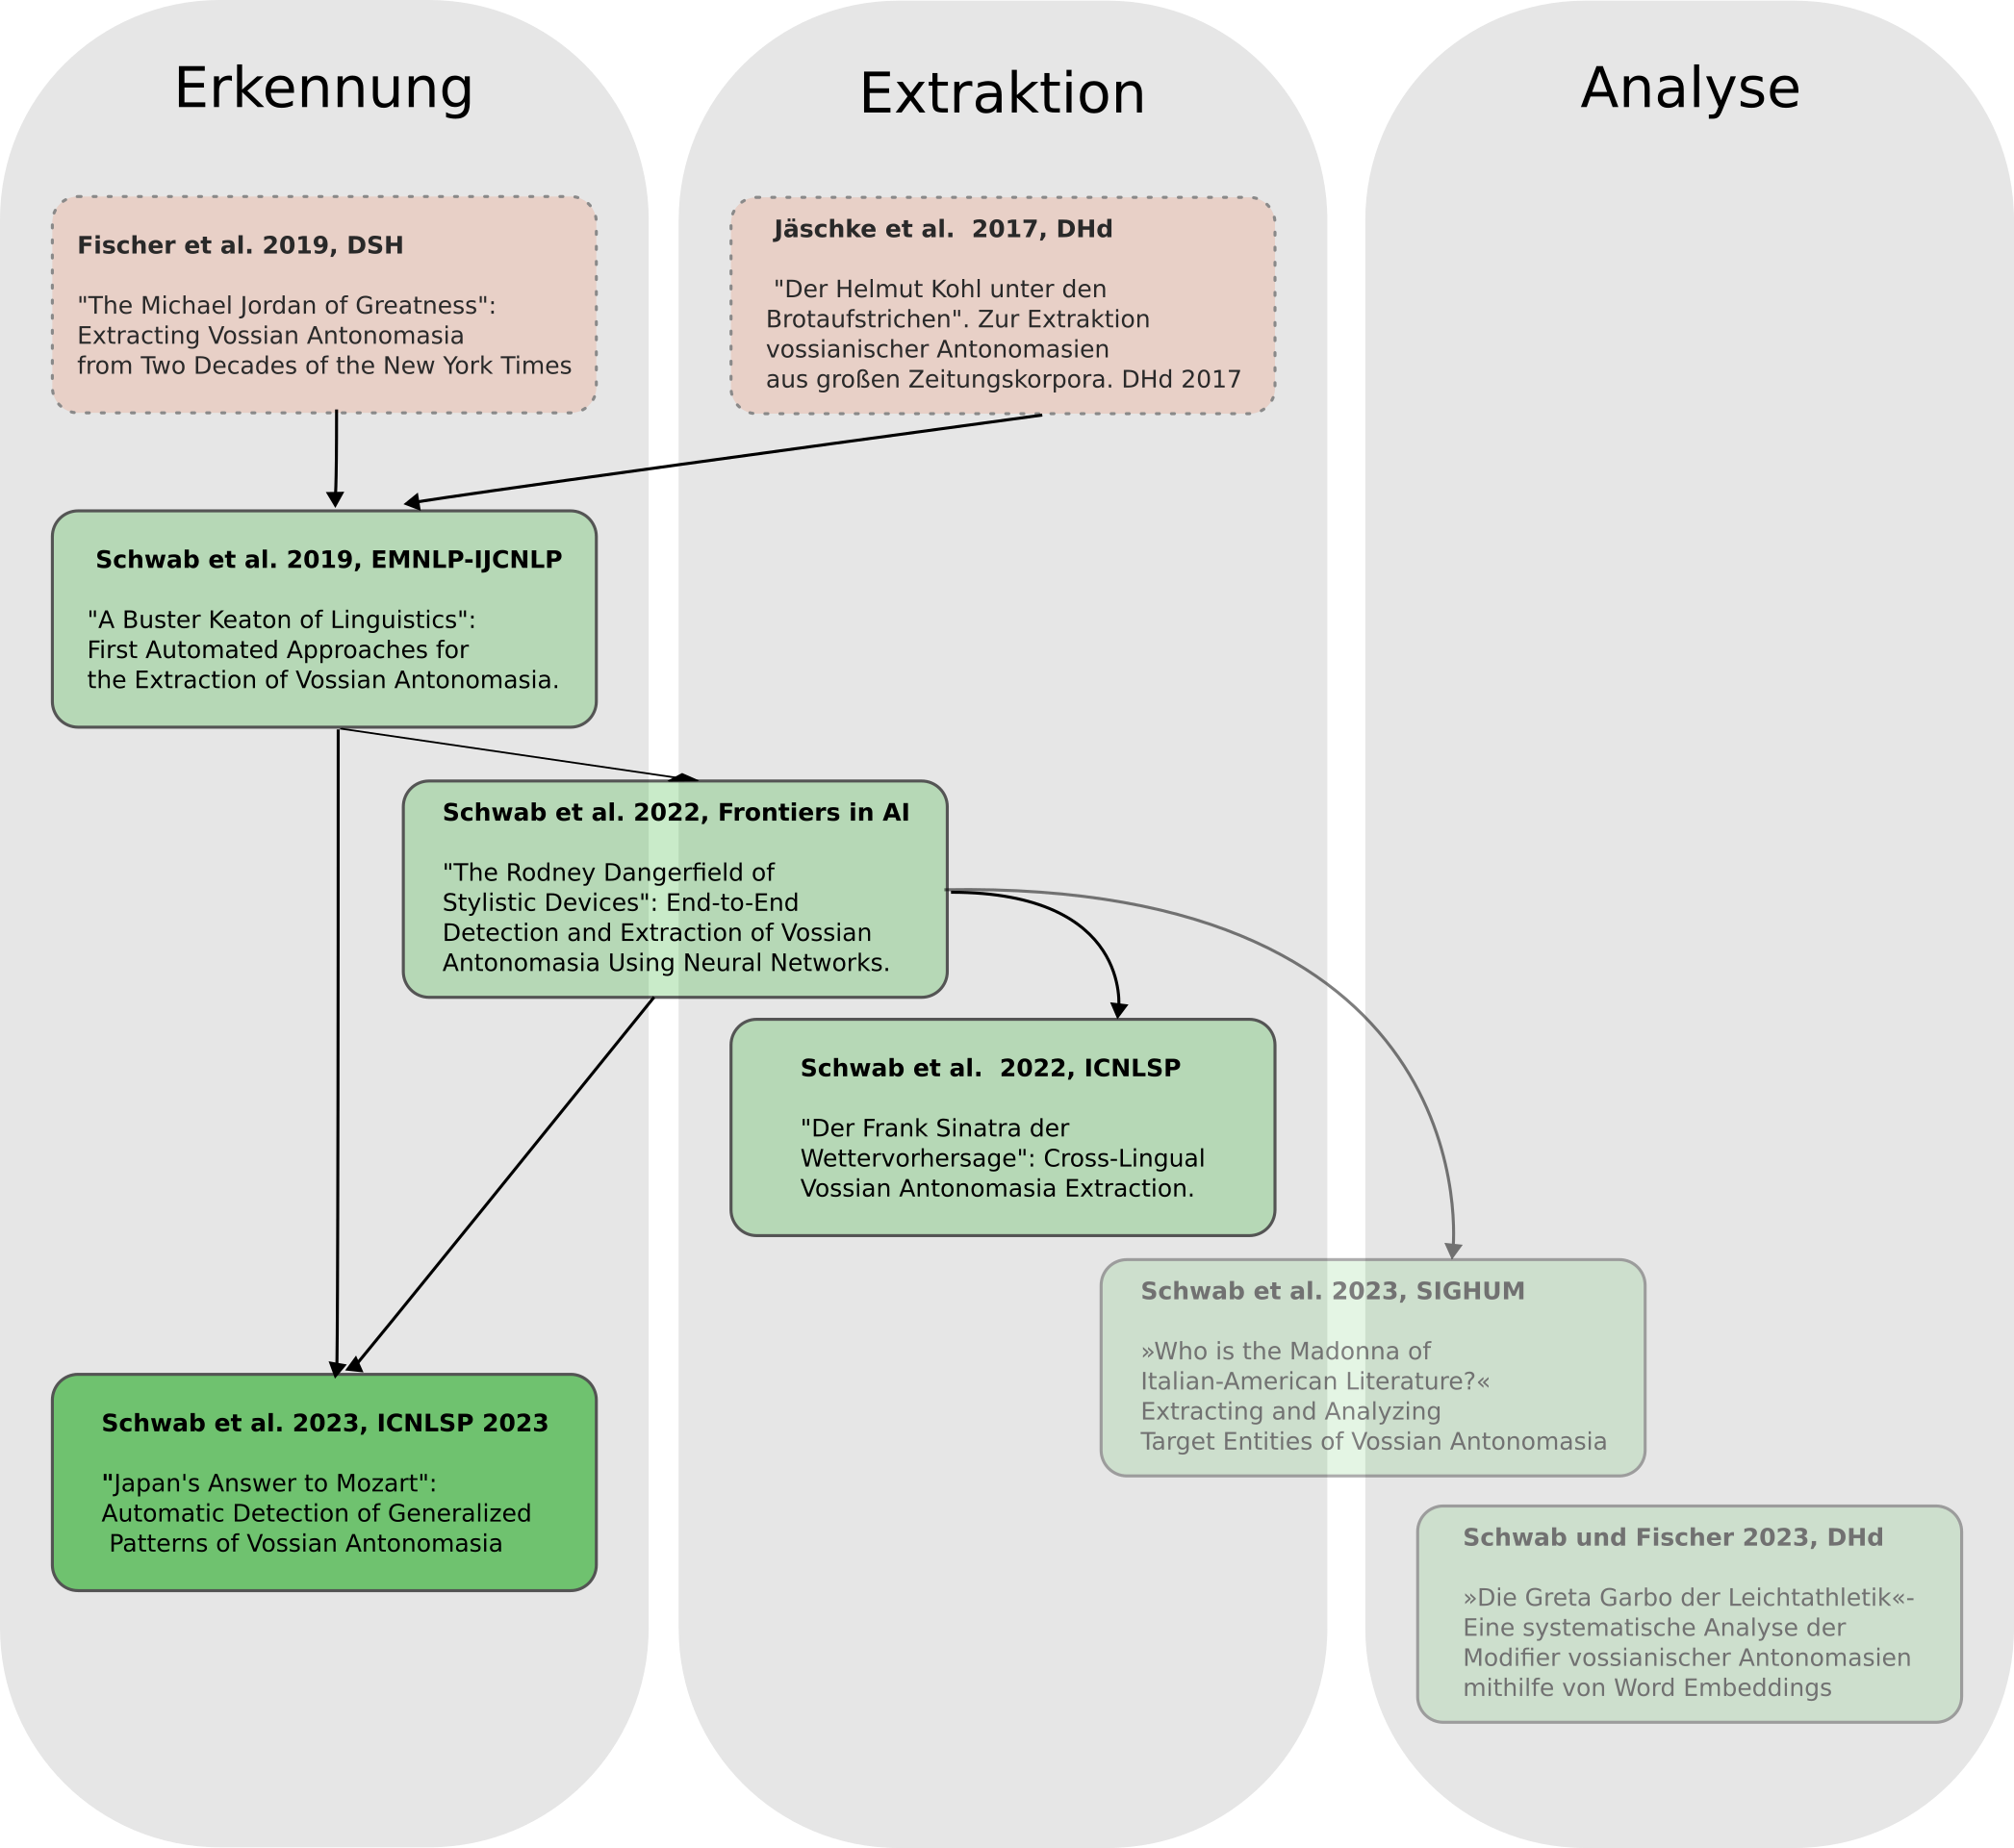 Erkennung
Extraktion
Analyse
Fischer et al. 2019, DSH
"The Michael Jordan of Greatness":
Extracting Vossian Antonomasia
from Two Decades of the New York Times
Jäschke et al.  2017, DHd
"Der Helmut Kohl unter den
Brotaufstrichen". Zur Extraktion
vossianischer Antonomasien
aus großen Zeitungskorpora. DHd 2017
Schwab et al. 2019, EMNLP-IJCNLP
"A Buster Keaton of Linguistics":
First Automated Approaches for
the Extraction of Vossian Antonomasia.
Schwab et al. 2022, Frontiers in AI
"The Rodney Dangerfield of
Stylistic Devices": End-to-End
Detection and Extraction of Vossian
Antonomasia Using Neural Networks.
Schwab et al.  2022, ICNLSP
"Der Frank Sinatra der
Wettervorhersage": Cross-Lingual
Vossian Antonomasia Extraction.
Schwab et al. 2023, SIGHUM
»Who is the Madonna of
Italian-American Literature?«
Extracting and Analyzing
Target Entities of Vossian Antonomasia
Schwab et al. 2023, ICNLSP 2023
"Japan's Answer to Mozart":
Automatic Detection of Generalized
Patterns of Vossian Antonomasia
Schwab und Fischer 2023, DHd
»Die Greta Garbo der Leichtathletik«-
Eine systematische Analyse der
Modifier vossianischer Antonomasien
mithilfe von Word Embeddings